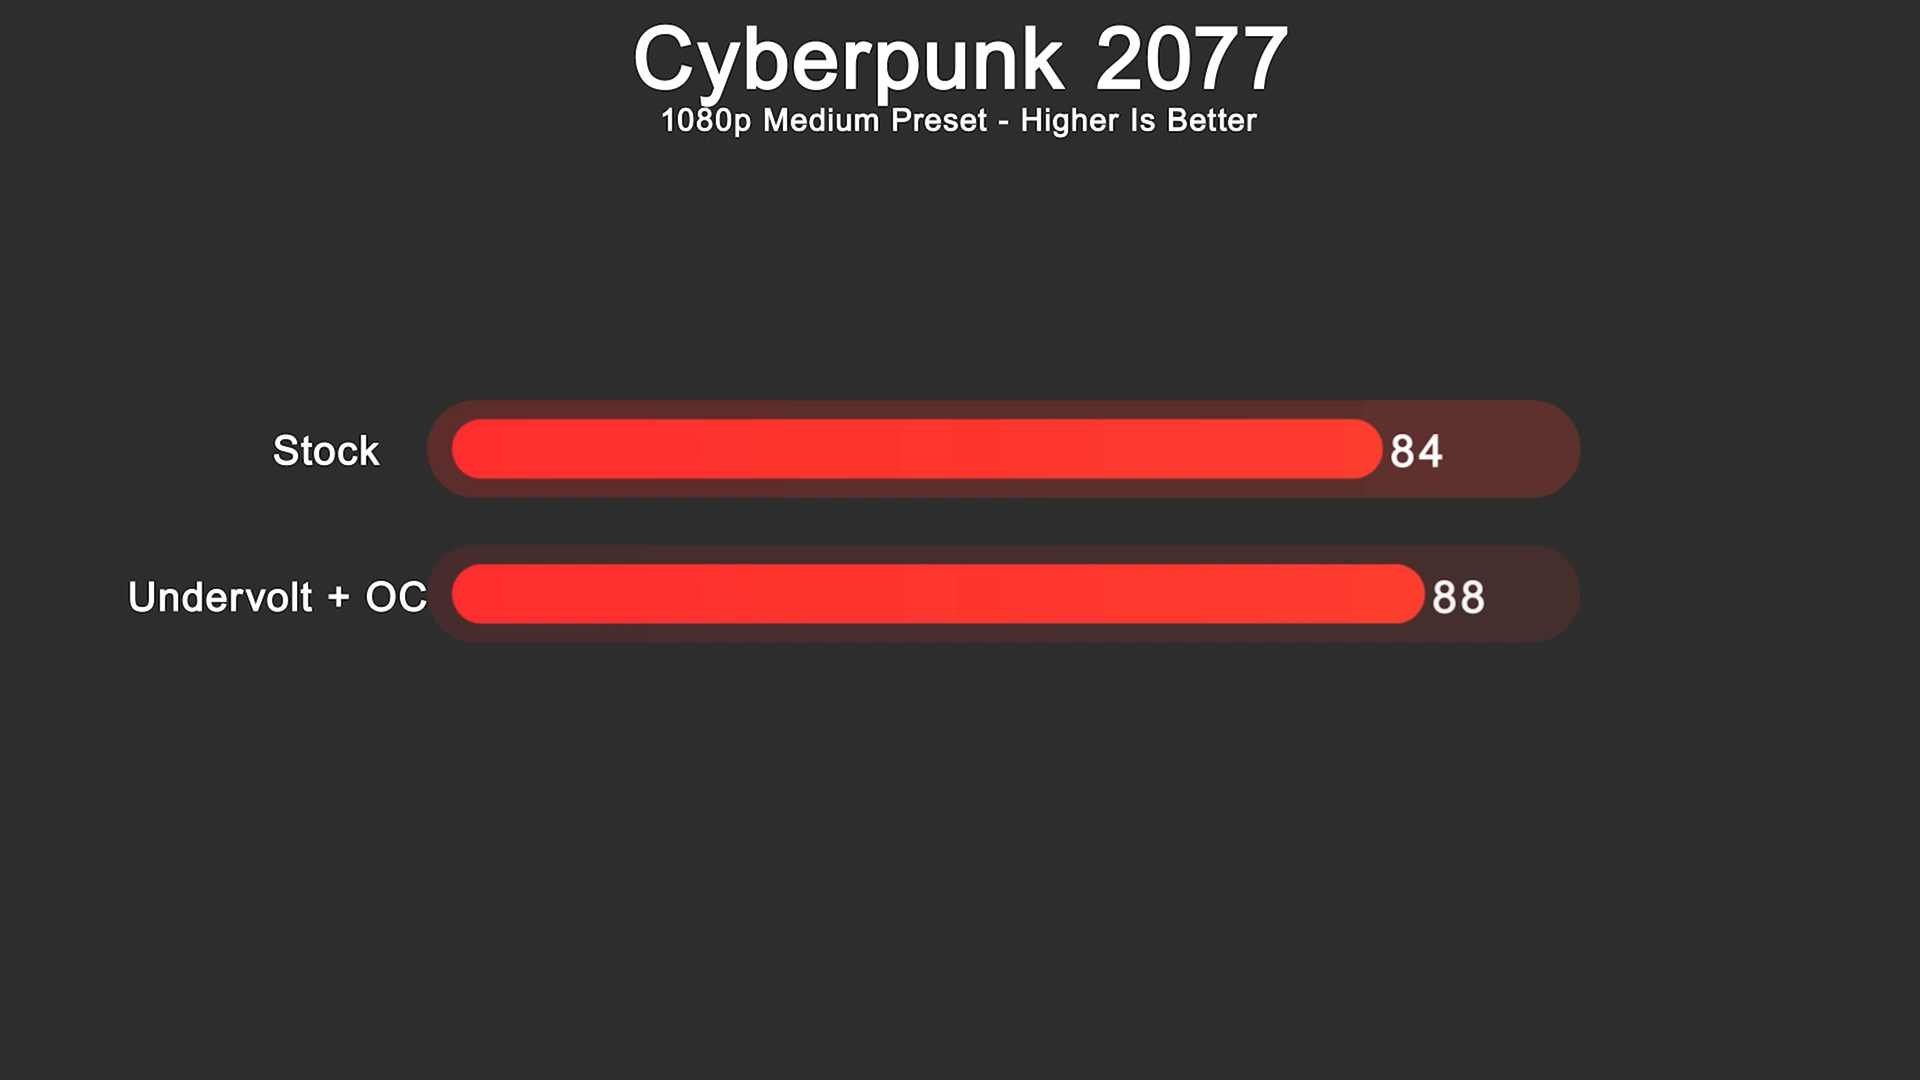 Cyberpunk 2077
1080p Medium Preset - Higher Is Better
Stock 84
Undervolt + OC 88